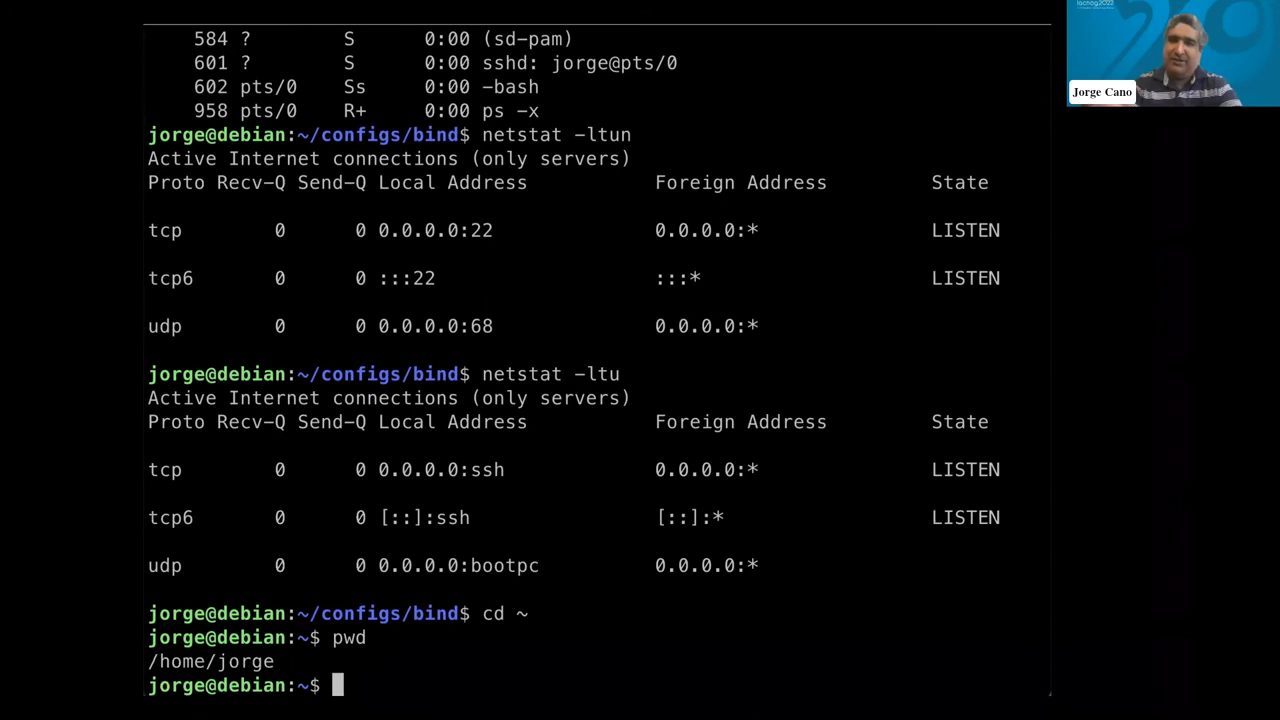 584 ? S 0:00 (sd-pam)
601 ? S 0:00 sshd: jorge@pts/0
602 pts/0 Ss 0:00 -bash
958 pts/0 R+ 0:00 ps -x
jorge@debian:~/configs/bind$ netstat -ltun
Active Internet connections (only servers)
Proto Recv-Q Send-Q Local Address Foreign Address State
tcp 0 0 0.0.0.0:22 0.0.0.0:* LISTEN
tcp6 0 0 :::22 :::* LISTEN
udp 0 0 0.0.0.0:68 0.0.0.0:*
jorge@debian:~/configs/bind$ netstat -ltu
Active Internet connections (only servers)
Proto Recv-Q Send-Q Local Address Foreign Address State
tcp 0 0 0.0.0.0:ssh 0.0.0.0:* LISTEN
tcp6 0 0 [::]:ssh [::]:* LISTEN
udp 0 0 0.0.0.0:bootpc 0.0.0.0:*
jorge@debian:~/configs/bind$ cd ~
jorge@debian:~$ pwd
/home/jorge
jorge@debian:~$
lacnog2022
Jorge Cano